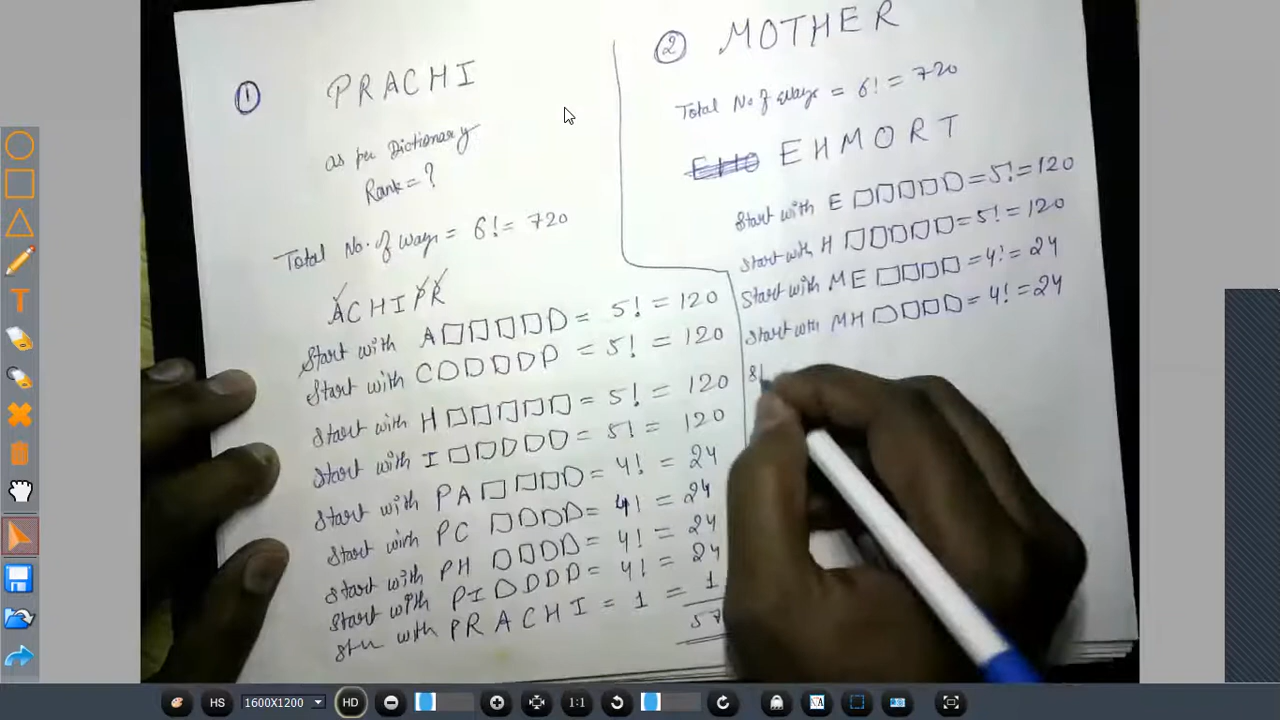 ① PRACHI
as per Dictionary
Rank = ?
Total No. of ways = 6! = 720
ACHIPR
Start with A□□□□□ = 5! = 120
Start with C□□□□□ = 5! = 120
Start with H□□□□□ = 5! = 120
Start with I□□□□□ = 5! = 120
Start with PA□□□□ = 4! = 24
Start with PC □□□□ = 4! = 24
Start with PH □□□□ = 4! = 24
Start with PI□□□□ = 4! = 24
with PRACHI = 1 = 1
② MOTHER
Total No of ways = 6! = 720
EHO EHMORT
Start with E □□□□□ = 5! = 120
Start with H □□□□□ = 5! = 120
Start with ME □□□□ = 4! = 24
Start with MH □□□□ = 4! = 24
T
HS 1600X1200 HD 1:1